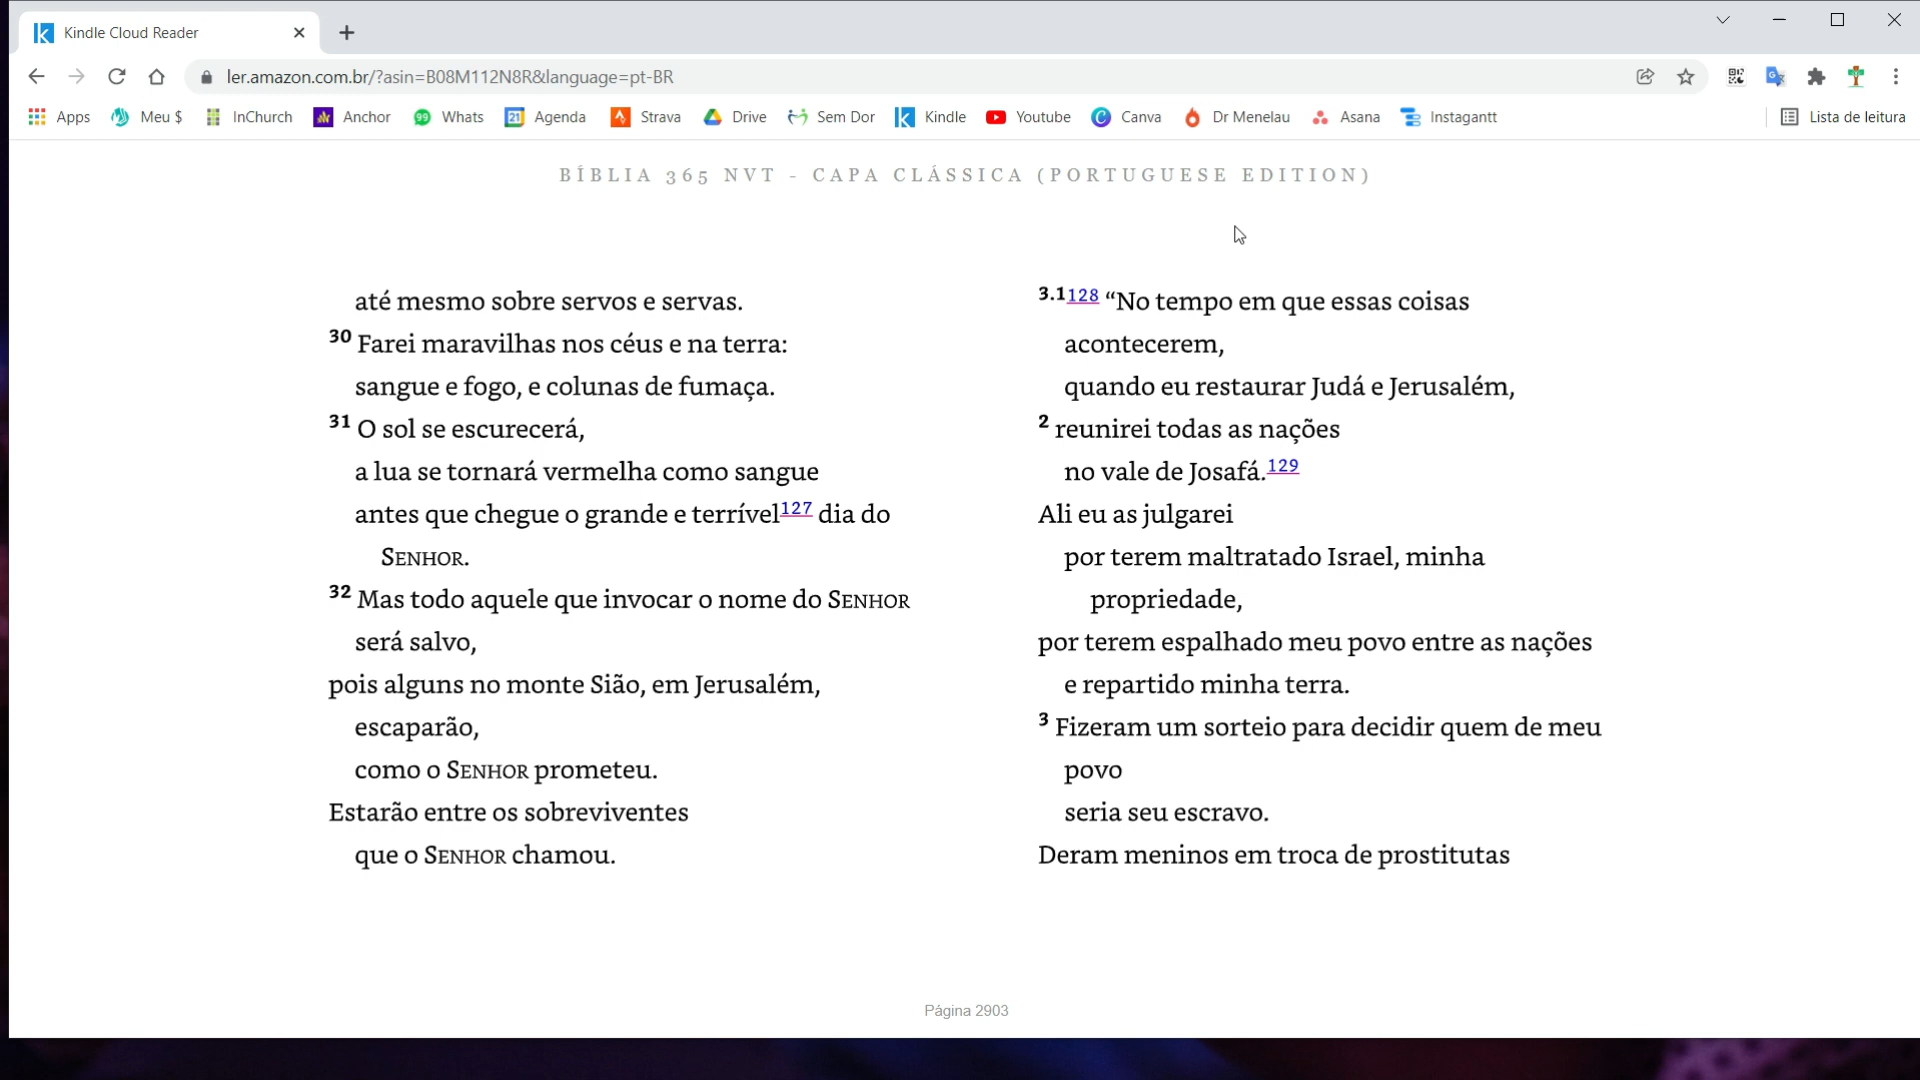 Kindle Cloud Reader
ler.amazon.com.br/?asin=B08M112N8R&language=pt-BR
Apps Meu $ InChurch Anchor 99 Whats 21 Agenda Strava Drive Sem Dor Kindle Youtube Canva Dr Menelau Asana Instagantt Lista de leitura
BÍBLIA 365 NVT - CAPA CLÁSSICA (PORTUGUESE EDITION)
até mesmo sobre servos e servas.
30 Farei maravilhas nos céus e na terra:
sangue e fogo, e colunas de fumaça.
31 O sol se escurecerá,
a lua se tornará vermelha como sangue
antes que chegue o grande e terrível127 dia do
SENHOR.
32 Mas todo aquele que invocar o nome do SENHOR
será salvo,
pois alguns no monte Sião, em Jerusalém,
escaparão,
como o SENHOR prometeu.
Estarão entre os sobreviventes
que o SENHOR chamou.
3.1128 “No tempo em que essas coisas
acontecerem,
quando eu restaurar Judá e Jerusalém,
2 reunirei todas as nações
no vale de Josafá.129
Ali eu as julgarei
por terem maltratado Israel, minha
propriedade,
por terem espalhado meu povo entre as nações
e repartido minha terra.
3 Fizeram um sorteio para decidir quem de meu
povo
seria seu escravo.
Deram meninos em troca de prostitutas
Página 2903